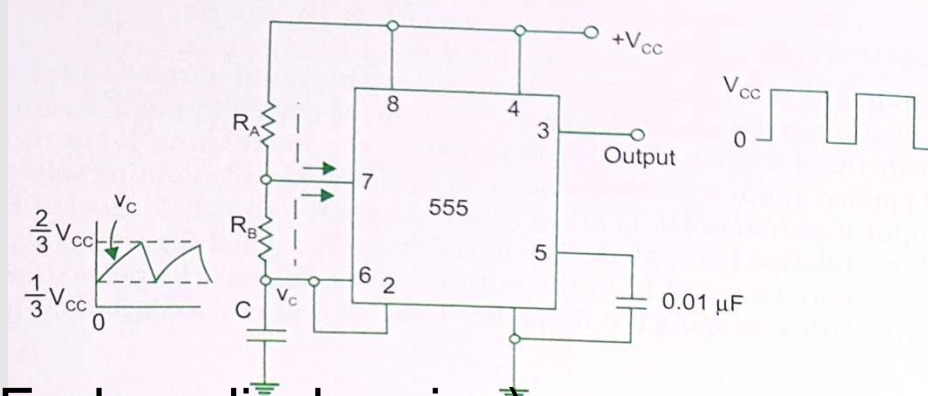 +V_CC
8
4
3
R_A
Output
V_CC
0
7
555
v_C
2/3 V_CC
R_B
5
6
2
1/3 V_CC
v_C
0
C
0.01 μF